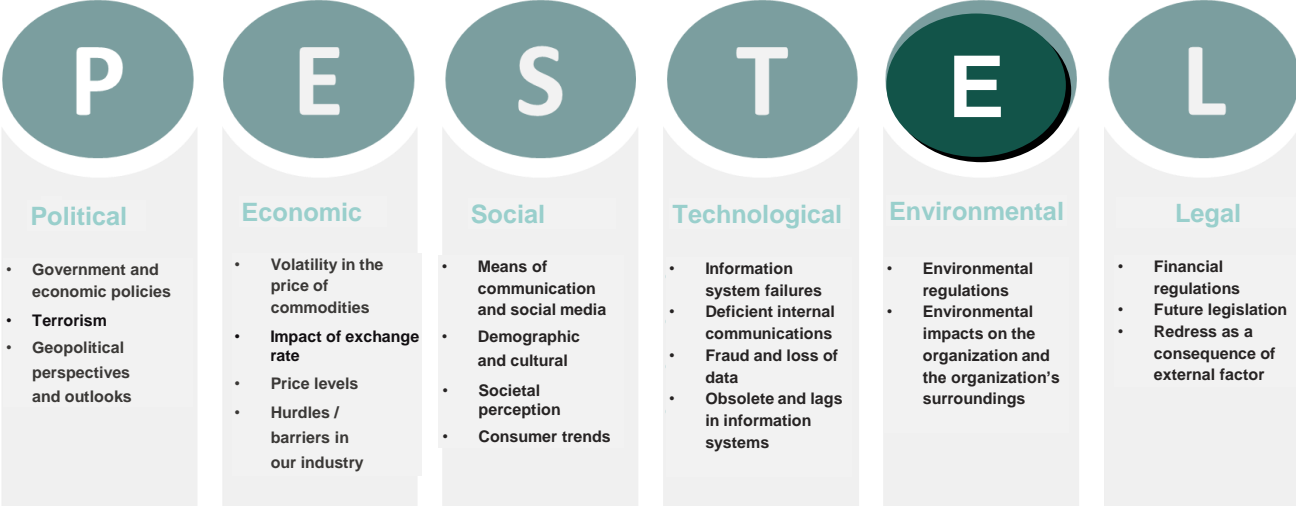 P
E
S
T
E
L
Political
• Government and
economic policies
• Terrorism
• Geopolitical
perspectives
and outlooks
Economic
• Volatility in the
price of
commodities
• Impact of exchange
rate
• Price levels
• Hurdles /
barriers in
our industry
Social
• Means of
communication
and social media
• Demographic
and cultural
• Societal
perception
• Consumer trends
Technological
• Information
system failures
• Deficient internal
communications
• Fraud and loss of
data
• Obsolete and lags
in information
systems
Environmental
• Environmental
regulations
• Environmental
impacts on the
organization and
the organization’s
surroundings
Legal
• Financial
regulations
• Future legislation
• Redress as a
consequence of
external factor